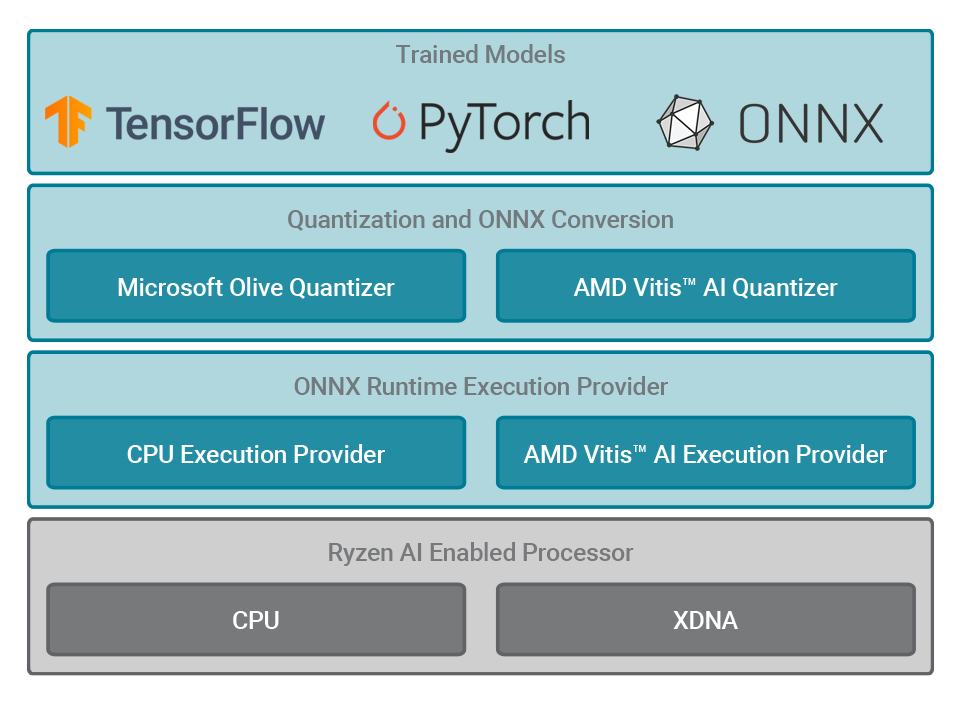 Trained Models
TensorFlow
PyTorch
ONNX
Quantization and ONNX Conversion
Microsoft Olive Quantizer
AMD Vitis™ AI Quantizer
ONNX Runtime Execution Provider
CPU Execution Provider
AMD Vitis™ AI Execution Provider
Ryzen AI Enabled Processor
CPU
XDNA